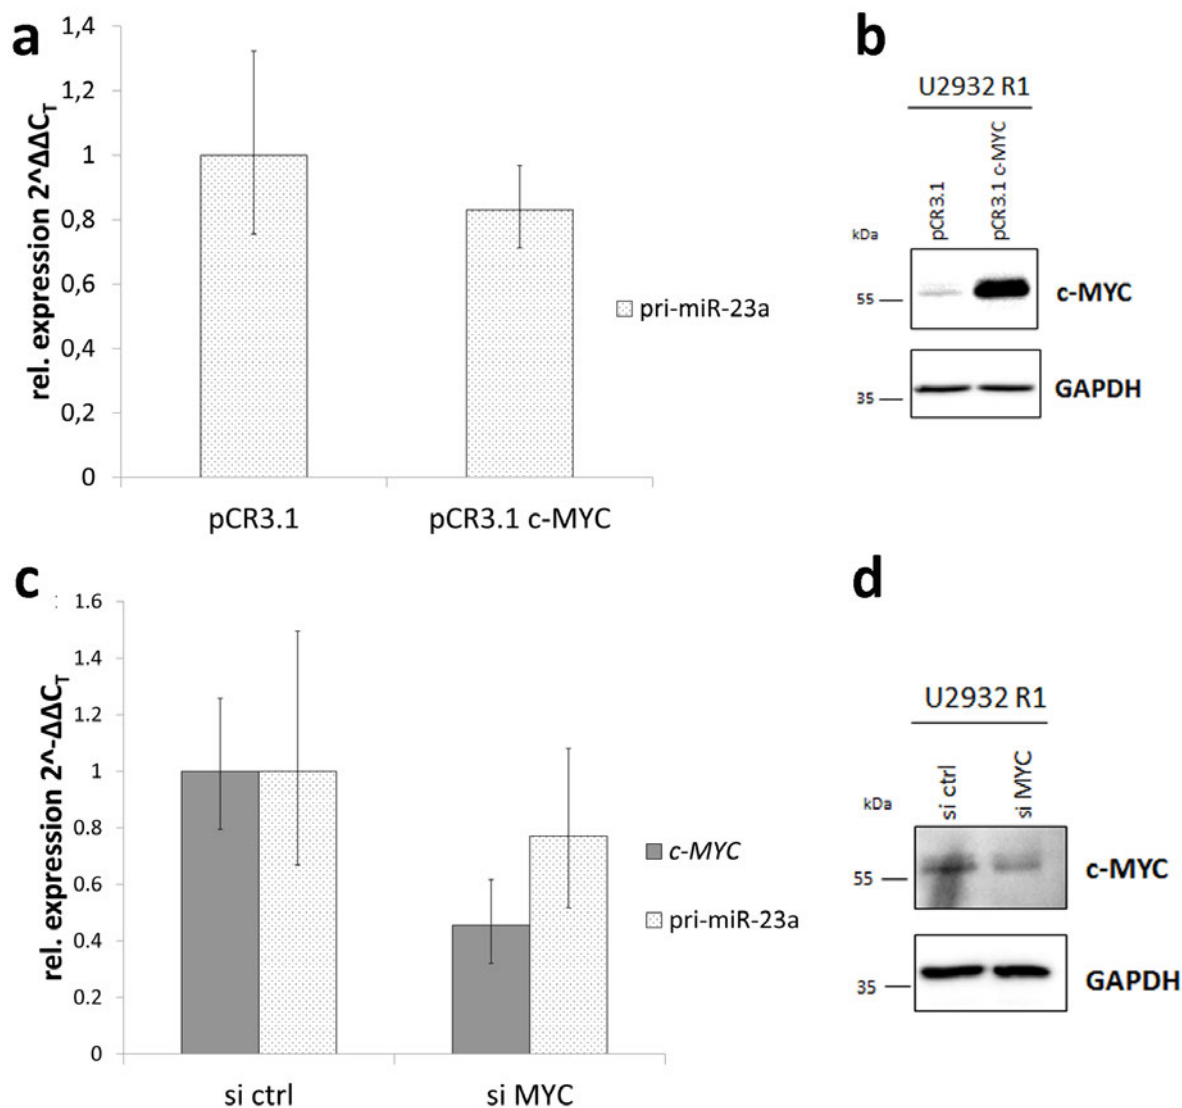 a
rel. expression 2^ΔΔC_T
1,4
1,2
1
0,8
0,6
0,4
0,2
0
pCR3.1
pCR3.1 c-MYC
pri-miR-23a
b
U2932 R1
pCR3.1
pCR3.1 c-MYC
kDa
55
c-MYC
35
GAPDH
c
rel. expression 2^-ΔΔC_T
1.6
1.4
1.2
1
0.8
0.6
0.4
0.2
0
si ctrl
si MYC
c-MYC
pri-miR-23a
d
U2932 R1
si ctrl
si MYC
kDa
55
c-MYC
35
GAPDH